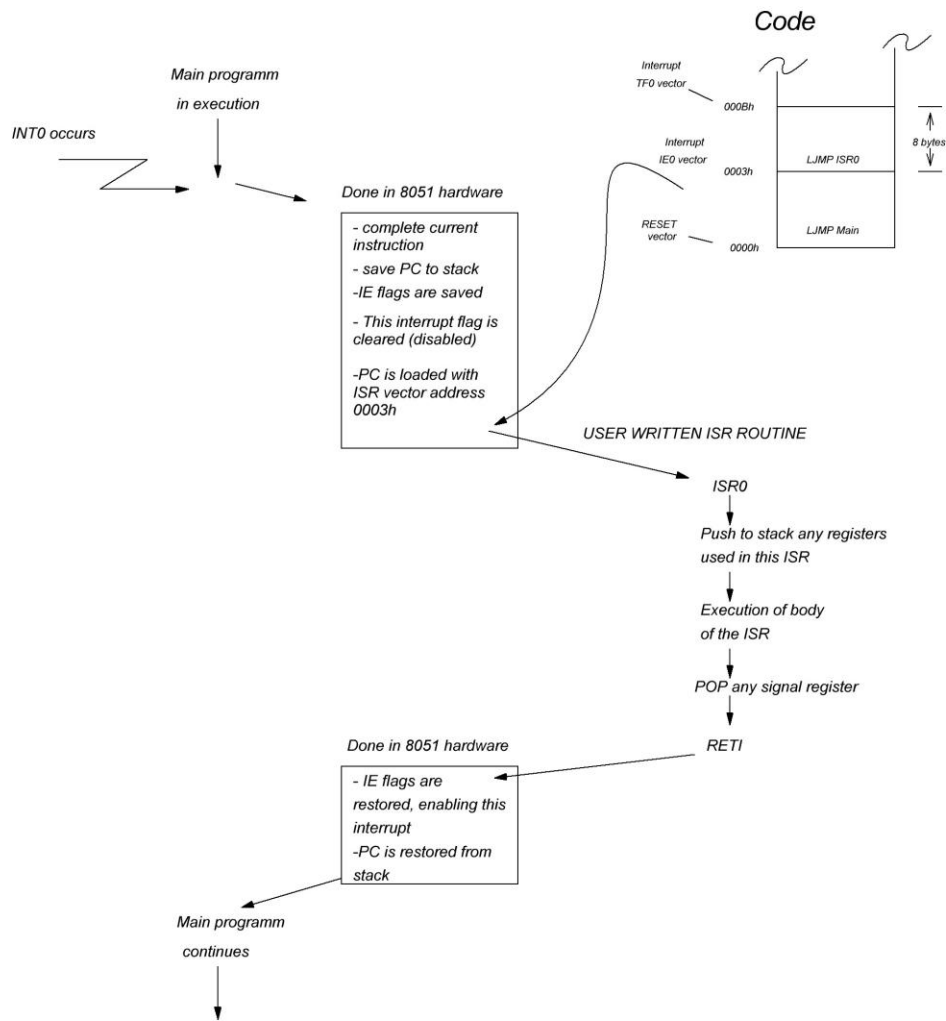 Code
Main programm
in execution
INT0 occurs
Interrupt
TF0 vector
000Bh
8 bytes
Interrupt
IE0 vector
0003h
LJMP ISR0
RESET
vector
0000h
LJMP Main
Done in 8051 hardware
- complete current
instruction
- save PC to stack
-IE flags are saved
- This interrupt flag is
cleared (disabled)
-PC is loaded with
ISR vector address
0003h
USER WRITTEN ISR ROUTINE
ISR0
Push to stack any registers
used in this ISR
Execution of body
of the ISR
POP any signal register
RETI
Done in 8051 hardware
- IE flags are
restored, enabling this
interrupt
-PC is restored from
stack
Main programm
continues